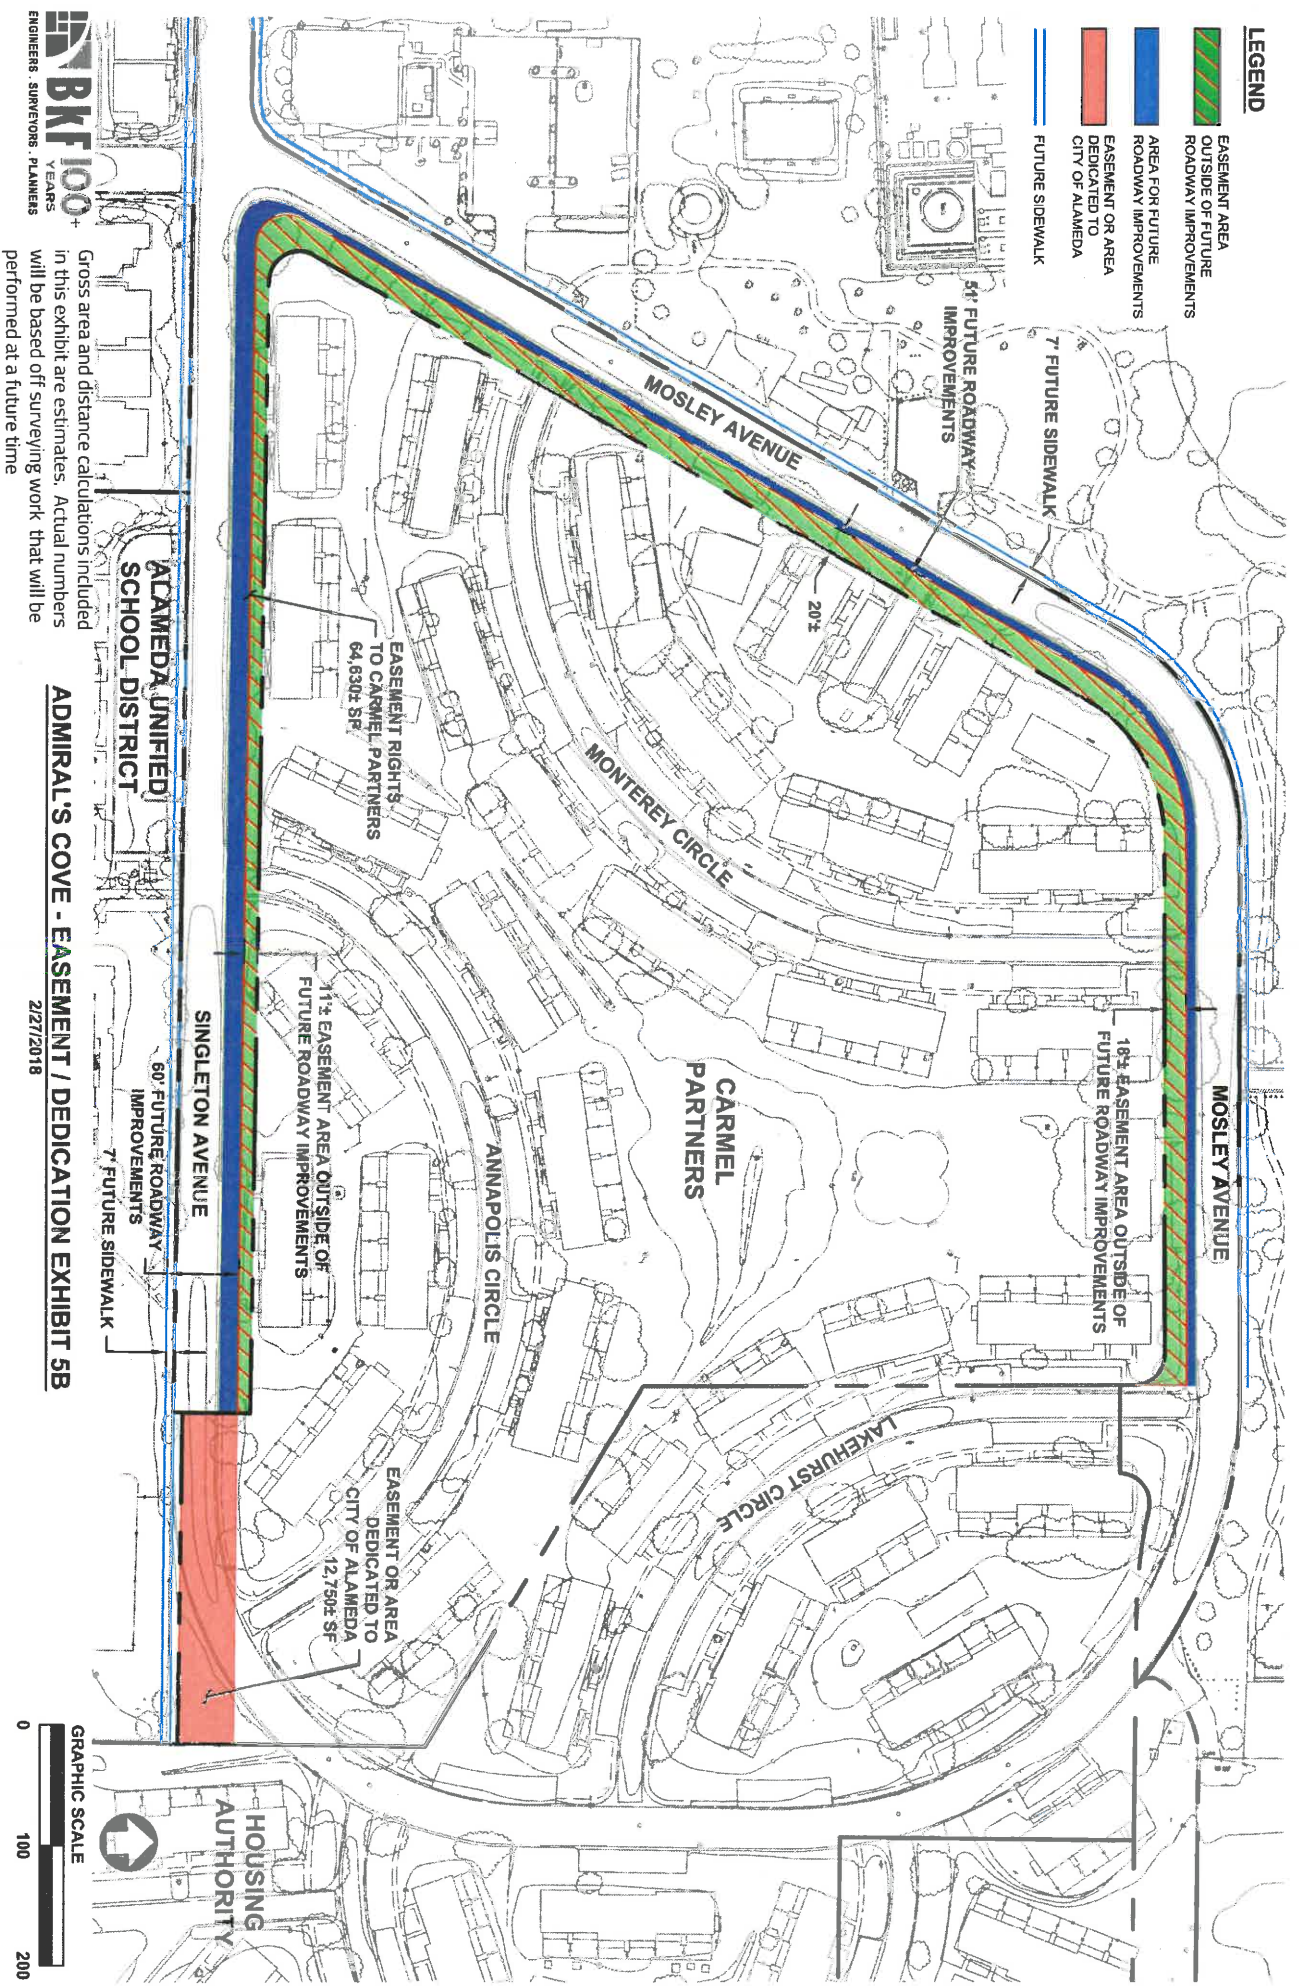 LEGEND
EASEMENT AREA
OUTSIDE OF FUTURE
ROADWAY IMPROVEMENTS
AREA FOR FUTURE
ROADWAY IMPROVEMENTS
EASEMENT OR AREA
DEDICATED TO
CITY OF ALAMEDA
FUTURE SIDEWALK
7' FUTURE SIDEWALK
51' FUTURE ROADWAY
IMPROVEMENTS
MOSLEY AVENUE
MOSLEY AVENUE
20'±
18'± EASEMENT AREA OUTSIDE OF
FUTURE ROADWAY IMPROVEMENTS
MONTEREY CIRCLE
CARMEL
PARTNERS
LAKEHURST CIRCLE
ANNAPOLIS CIRCLE
EASEMENT RIGHTS
TO CARMEL PARTNERS
64,630± SF
11'± EASEMENT AREA OUTSIDE OF
FUTURE ROADWAY IMPROVEMENTS
EASEMENT OR AREA
DEDICATED TO
CITY OF ALAMEDA
12,750± SF
SINGLETON AVENUE
60' FUTURE ROADWAY
IMPROVEMENTS
7' FUTURE SIDEWALK
ALAMEDA UNIFIED
SCHOOL DISTRICT
HOUSING
AUTHORITY
BKF 100+
YEARS
ENGINEERS . SURVEYORS . PLANNERS
Gross area and distance calculations included
in this exhibit are estimates. Actual numbers
will be based off surveying work that will be
performed at a future time
ADMIRAL'S COVE - EASEMENT / DEDICATION EXHIBIT 5B
2/27/2018
GRAPHIC SCALE
0 100 200